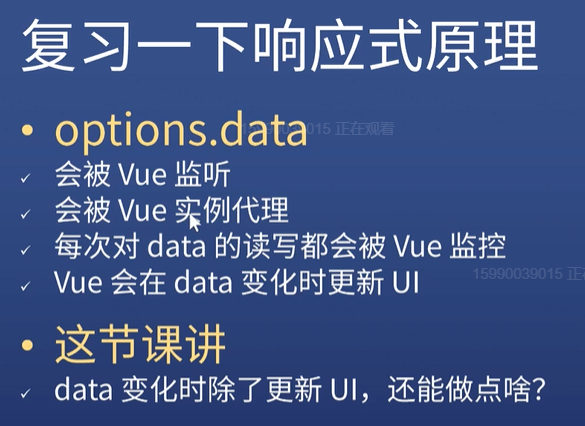 复习一下响应式原理
• options.data
15990039015 正在观看
✓ 会被 Vue 监听
✓ 会被 Vue 实例代理
✓ 每次对 data 的读写都会被 Vue 监控
15990039015 正在
✓ Vue 会在 data 变化时更新 UI
• 这节课讲
✓ data 变化时除了更新 UI，还能做点啥？